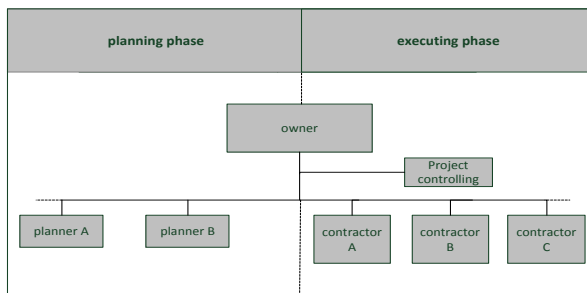 planning phase
executing phase
owner
Project
controlling
planner A
planner B
contractor
A
contractor
B
contractor
C